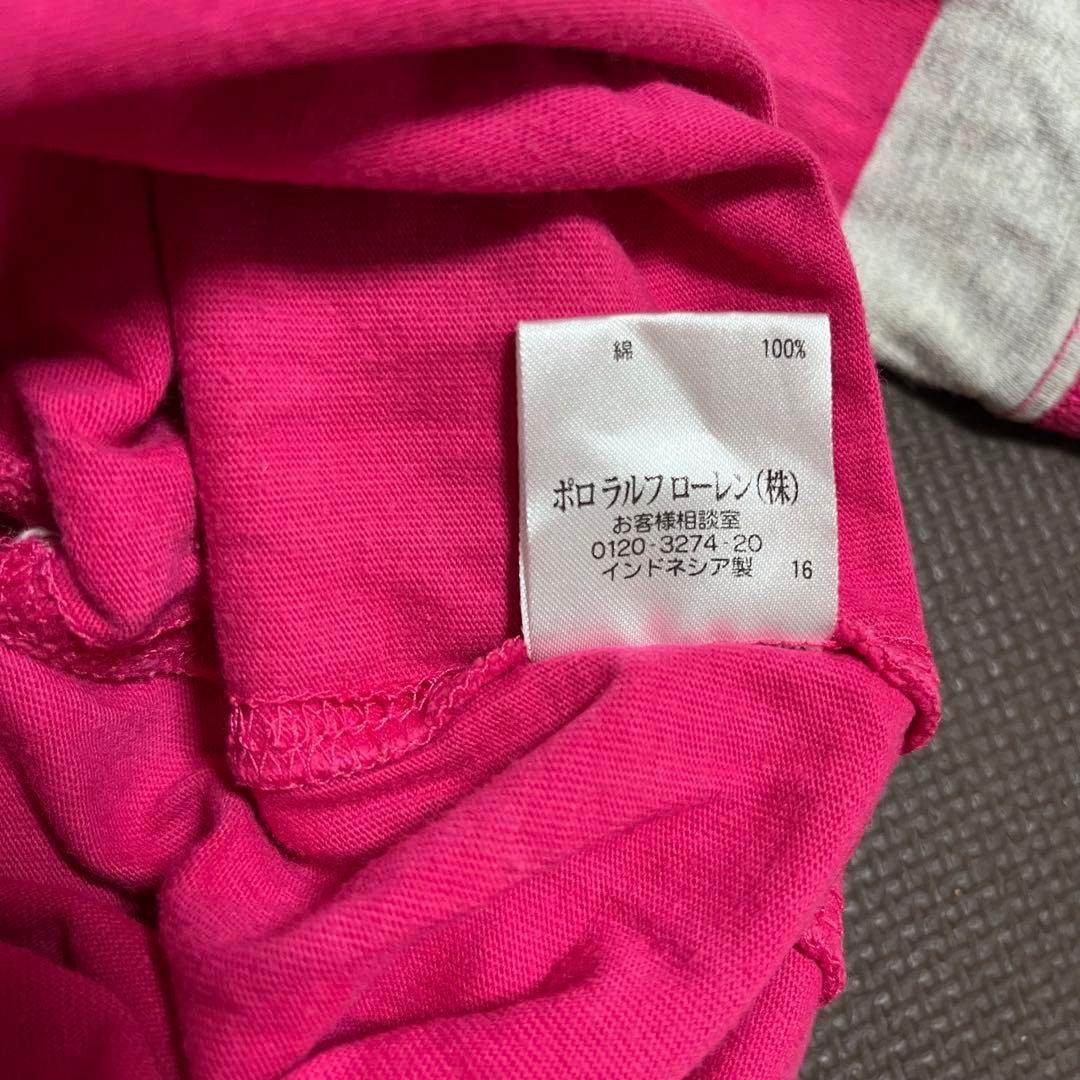 綿 100%
ポロ ラルフ ローレン(株)
お客様相談室
0120-3274-20
インドネシア製 16